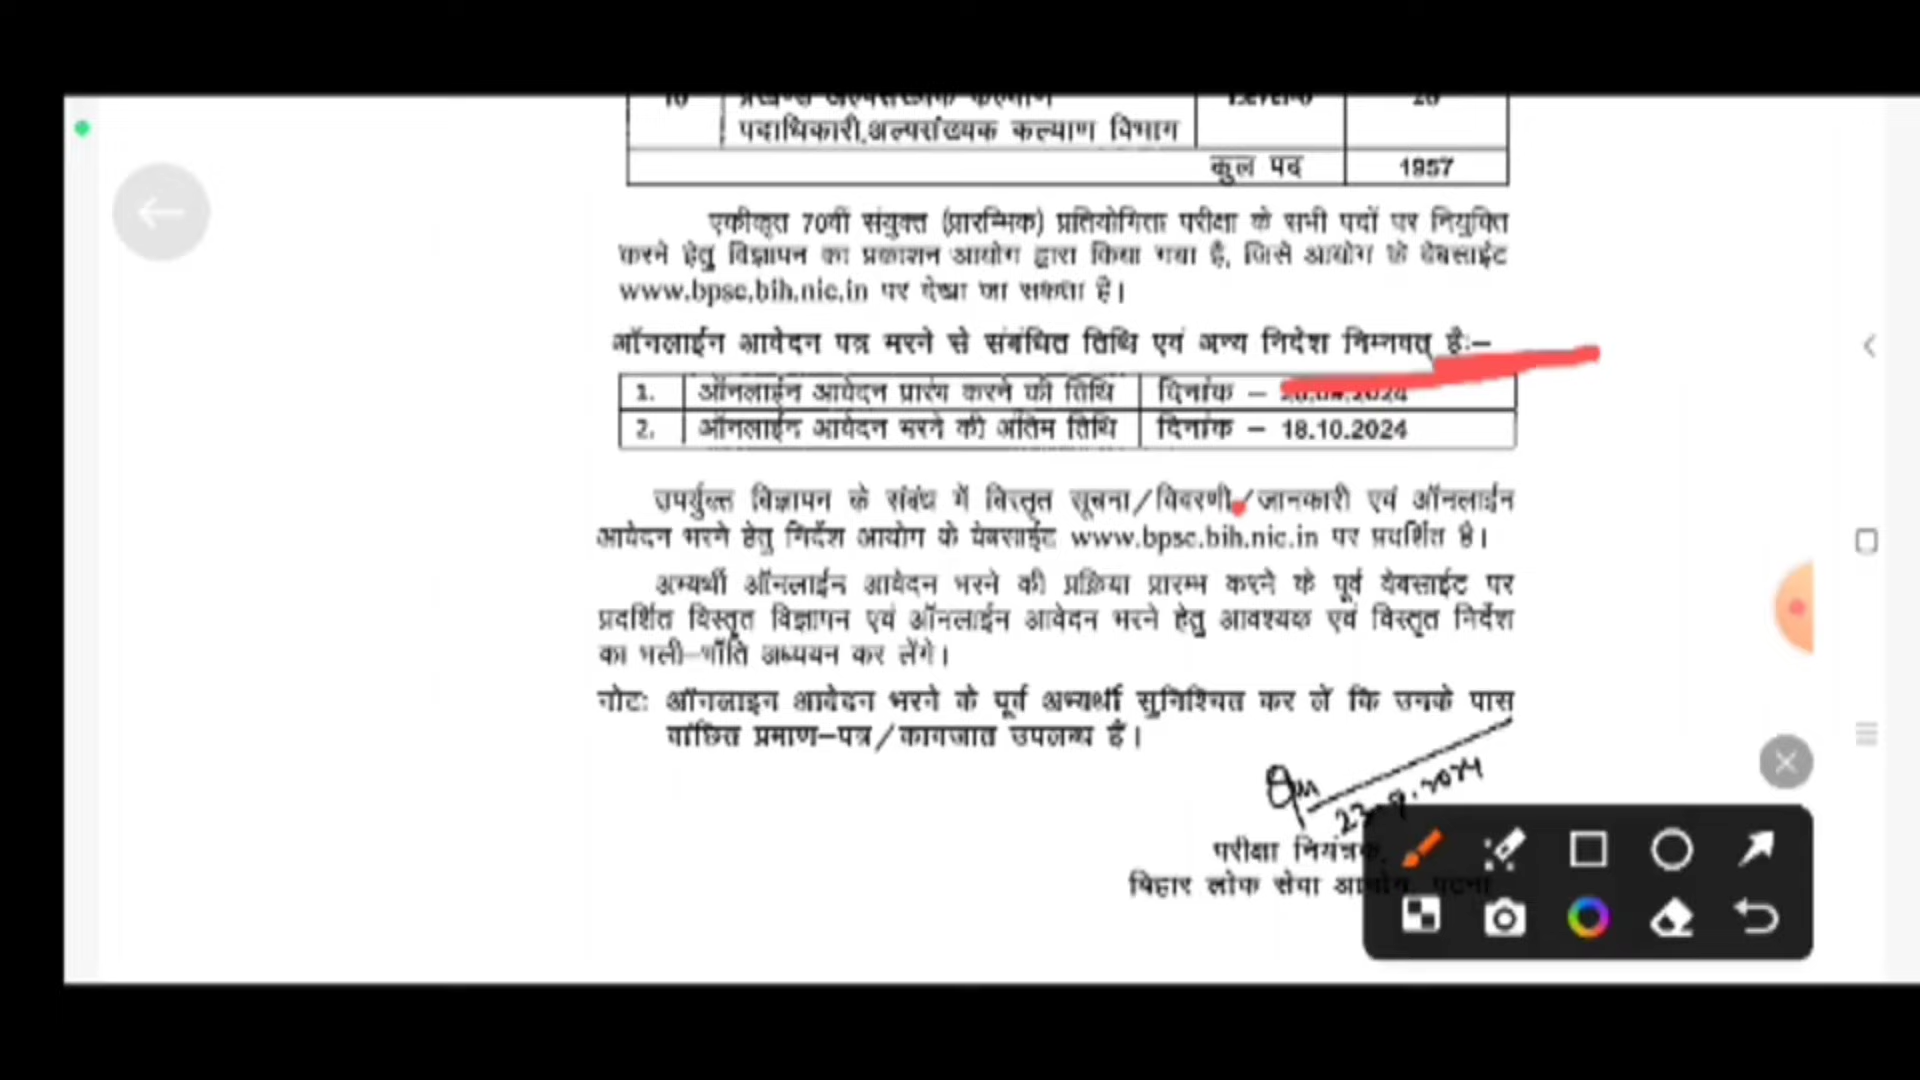 पदाधिकारी,अल्पसंख्यक कल्याण विभाग
कुल पद 1957
एकीकृत 70वीं संयुक्त (प्रारम्भिक) प्रतियोगिता परीक्षा के सभी पदों पर नियुक्ति
करने हेतु विज्ञापन का प्रकाशन आयोग द्वारा किया गया है, जिसे आयोग के वेबसाईट
www.bpsc.bih.nic.in पर देखा जा सकता है।
ऑनलाईन आवेदन पत्र भरने से संबंधित तिथि एवं अन्य निदेश निम्नवत् है:–
1. ऑनलाईन आवेदन प्रारंभ करने की तिथि दिनांक –
2. ऑनलाईन आवेदन भरने की अंतिम तिथि दिनांक – 18.10.2024
उपर्युक्त विज्ञापन के संबंध में विस्तृत सूचना/विवरणी/जानकारी एवं ऑनलाईन
आवेदन भरने हेतु निर्देश आयोग के वेबसाईट www.bpsc.bih.nic.in पर प्रदर्शित है।
अभ्यर्थी ऑनलाईन आवेदन भरने की प्रक्रिया प्रारम्भ करने के पूर्व वेबसाईट पर
प्रदर्शित विस्तृत विज्ञापन एवं ऑनलाईन आवेदन भरने हेतु आवश्यक एवं विस्तृत निर्देश
का भली-भाँति अध्ययन कर लेंगे।
नोट: ऑनलाइन आवेदन भरने के पूर्व अभ्यर्थी सुनिश्चित कर लें कि उनके पास
वांछित प्रमाण–पत्र/कागजात उपलब्ध हैं।
23.9.2024
परीक्षा नियंत्रक,
बिहार लोक सेवा आयोग, पटना